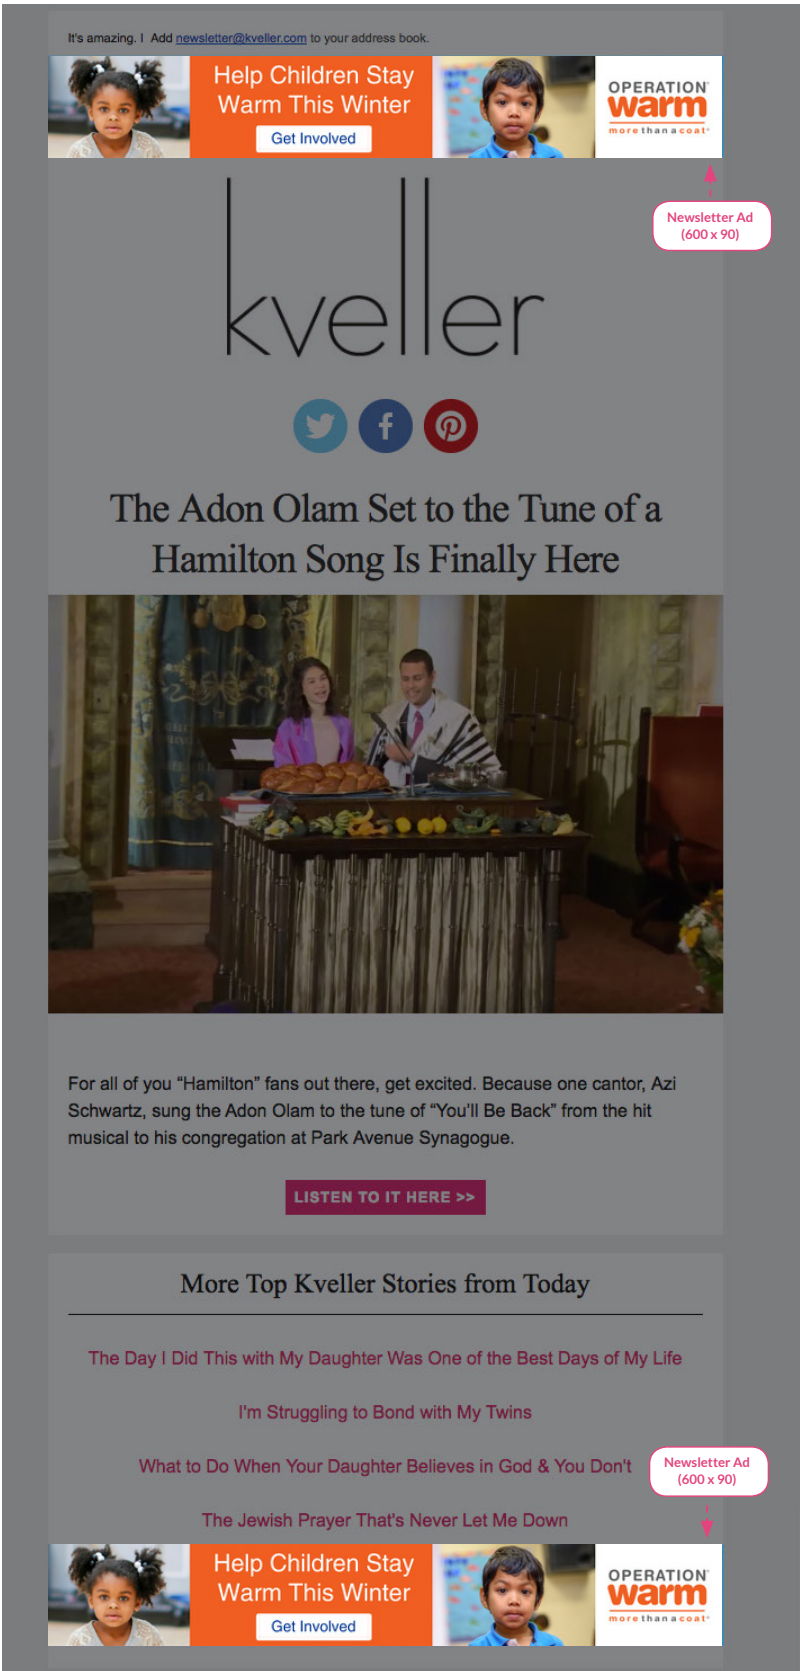 It's amazing. I Add newsletter@kveller.com to your address book.
Help Children Stay
Warm This Winter
Get Involved
OPERATION
warm
more than a coat
Newsletter Ad
(600 x 90)
kveller
The Adon Olam Set to the Tune of a
Hamilton Song Is Finally Here
For all of you “Hamilton” fans out there, get excited. Because one cantor, Azi
Schwartz, sung the Adon Olam to the tune of “You’ll Be Back” from the hit
musical to his congregation at Park Avenue Synagogue.
LISTEN TO IT HERE >>
More Top Kveller Stories from Today
The Day I Did This with My Daughter Was One of the Best Days of My Life
I'm Struggling to Bond with My Twins
What to Do When Your Daughter Believes in God & You Don't
The Jewish Prayer That's Never Let Me Down
Newsletter Ad
(600 x 90)
Help Children Stay
Warm This Winter
Get Involved
OPERATION
warm
more than a coat